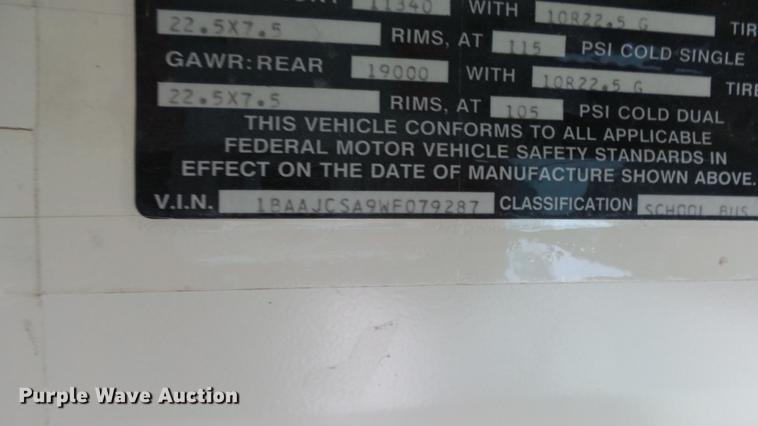 11340 WITH 10R22.5 G TIR
22.5X7.5 RIMS, AT 115 PSI COLD SINGLE
GAWR: REAR 19000 WITH 10R22.5 G TIRE
22.5X7.5 RIMS, AT 105 PSI COLD DUAL
THIS VEHICLE CONFORMS TO ALL APPLICABLE
FEDERAL MOTOR VEHICLE SAFETY STANDARDS IN
EFFECT ON THE DATE OF MANUFACTURE SHOWN ABOVE.
V.I.N. 1BAAJCSA9WF079287 CLASSIFICATION SCHOOL BUS
Purple Wave Auction